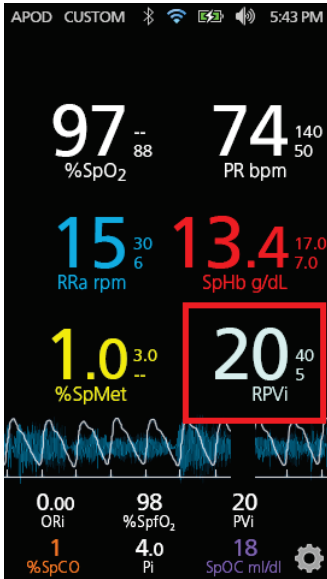 APOD CUSTOM 5:43 PM
97 -- 88 74 140 50
%SpO2 PR bpm
15 30 6 13.4 17.0 7.0
RRa rpm SpHb g/dL
1.0 3.0 -- 20 40 5
%SpMet RPVi
0.00 98 20
ORi %SpfO2 PVi
1 4.0 18
%SpCO Pi SpOC ml/dl